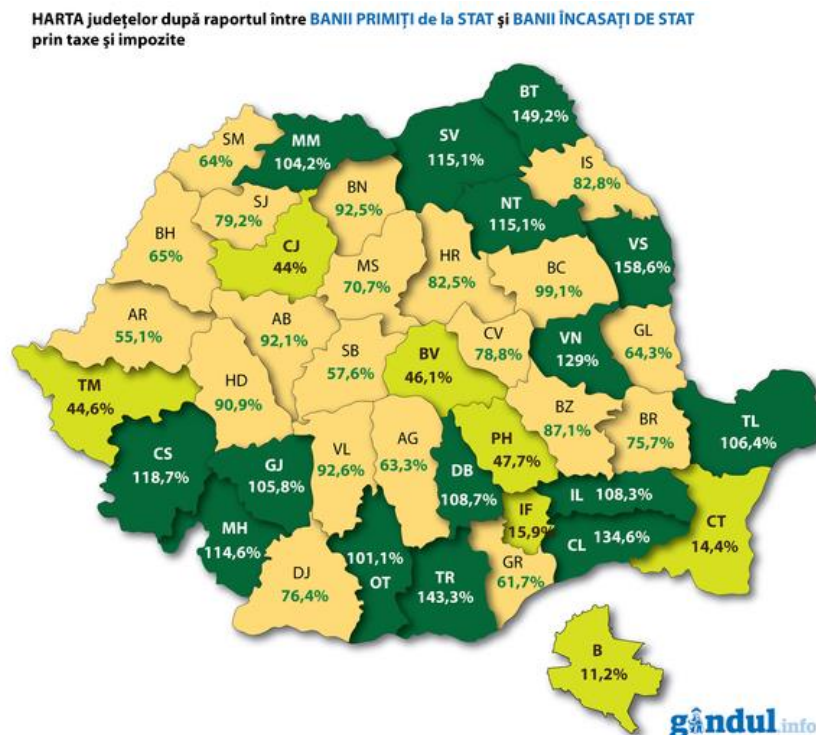 HARTA județelor după raportul între BANII PRIMIȚI de la STAT și BANII ÎNCASAȚI DE STAT
prin taxe și impozite
BT
149,2%
SM
64%
MM
104,2%
SV
115,1%
IS
82,8%
SJ
79,2%
BN
92,5%
NT
115,1%
BH
65%
CJ
44%
MS
70,7%
HR
82,5%
BC
99,1%
VS
158,6%
AR
55,1%
AB
92,1%
SB
57,6%
BV
46,1%
CV
78,8%
VN
129%
GL
64,3%
TM
44,6%
HD
90,9%
BZ
87,1%
BR
75,7%
TL
106,4%
CS
118,7%
GJ
105,8%
VL
92,6%
AG
63,3%
DB
108,7%
PH
47,7%
IF
15,9%
IL 108,3%
CT
14,4%
MH
114,6%
DJ
76,4%
101,1%
OT
TR
143,3%
GR
61,7%
CL 134,6%
B
11,2%
gândul.info